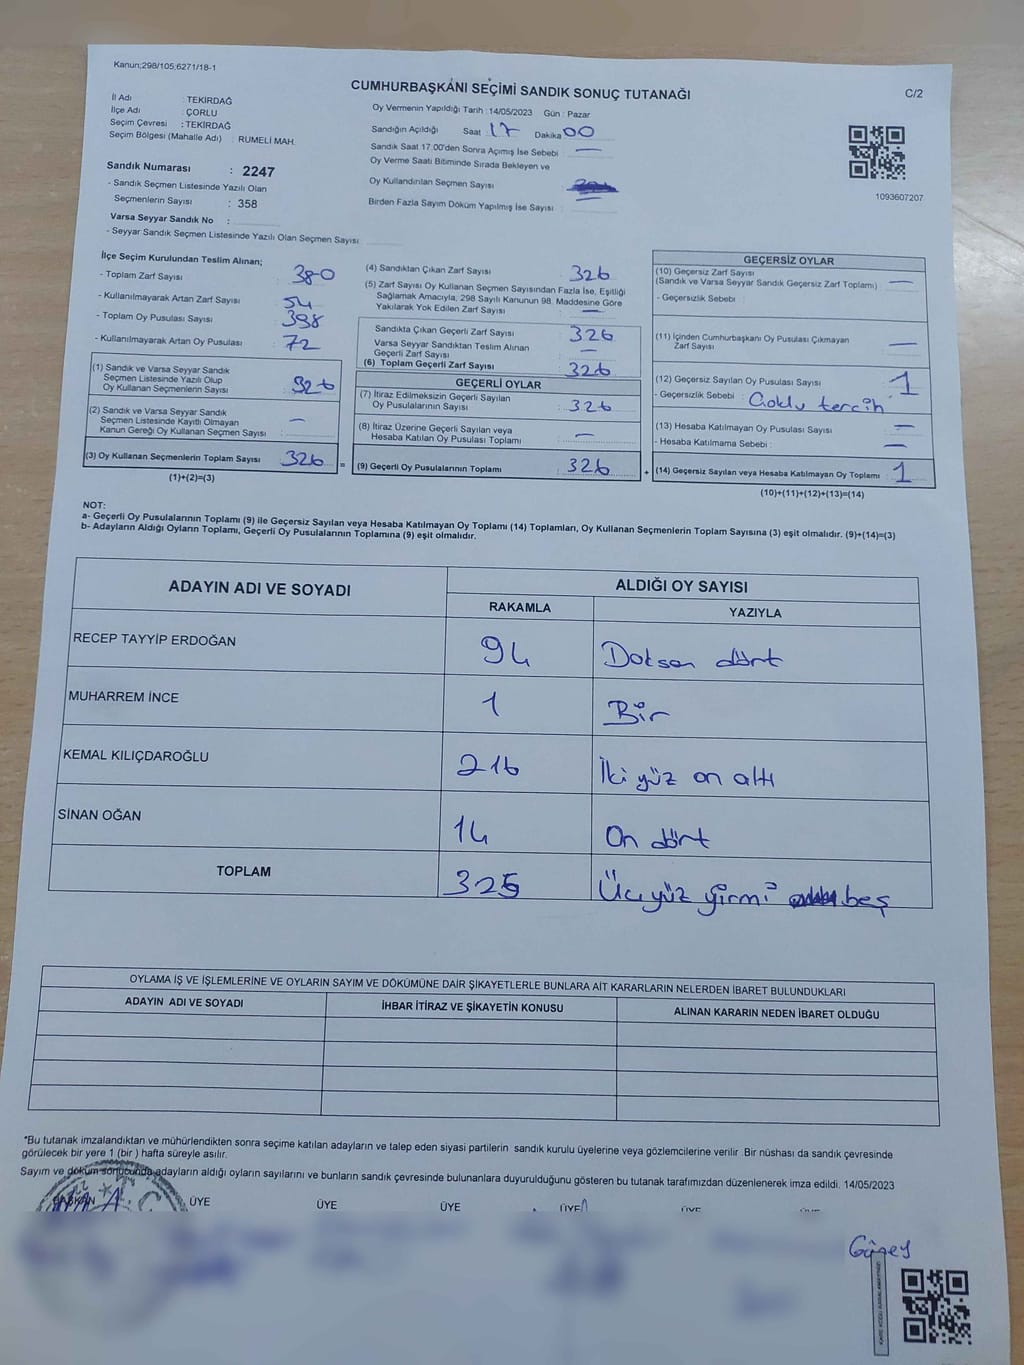 Kanun;298/105;6271/18-1
CUMHURBAŞKANI SEÇİMİ SANDIK SONUÇ TUTANAĞI
C/2
İl Adı : TEKİRDAĞ
İlçe Adı : ÇORLU
Seçim Çevresi : TEKİRDAĞ
Seçim Bölgesi (Mahalle Adı) : RUMELİ MAH.
Sandık Numarası : 2247
- Sandık Seçmen Listesinde Yazılı Olan
Seçmenlerin Sayısı : 358
Varsa Seyyar Sandık No :
- Seyyar Sandık Seçmen Listesinde Yazılı Olan Seçmen Sayısı
Oy Vermenin Yapıldığı Tarih : 14/05/2023 Gün : Pazar
Sandığın Açıldığı Saat 17 Dakika 00
Sandık Saat 17:00'den Sonra Açımış İse Sebebi : —
Oy Verme Saati Bitiminde Sırada Bekleyen ve
Oy Kullandırılan Seçmen Sayısı
Birden Fazla Sayım Döküm Yapılmış İse Sayısı :
1093607207
İlçe Seçim Kurulundan Teslim Alınan;
- Toplam Zarf Sayısı : 380
- Kullanılmayarak Artan Zarf Sayısı : 54
- Toplam Oy Pusulası Sayısı : 398
- Kullanılmayarak Artan Oy Pusulası : 72
(1) Sandık ve Varsa Seyyar Sandık
Seçmen Listesinde Yazılı Olup
Oy Kullanan Seçmenlerin Sayısı : 326
(2) Sandık ve Varsa Seyyar Sandık
Seçmen Listesinde Kayıtlı Olmayan
Kanun Gereği Oy Kullanan Seçmen Sayısı : —
(3) Oy Kullanan Seçmenlerin Toplam Sayısı 326
(1)+(2)=(3)
=
(4) Sandıktan Çıkan Zarf Sayısı 326
(5) Zarf Sayısı Oy Kullanan Seçmen Sayısından Fazla İse, Eşitliği
Sağlamak Amacıyla, 298 Sayılı Kanunun 98. Maddesine Göre
Yakılarak Yok Edilen Zarf Sayısı : —
Sandıkta Çıkan Geçerli Zarf Sayısı 326
Varsa Seyyar Sandıktan Teslim Alınan
Geçerli Zarf Sayısı —
(6) Toplam Geçerli Zarf Sayısı 326
GEÇERLİ OYLAR
(7) İtiraz Edilmeksizin Geçerli Sayılan
Oy Pusulalarının Sayısı : 326
(8) İtiraz Üzerine Geçerli Sayılan veya
Hesaba Katılan Oy Pusulası Toplamı : —
(9) Geçerli Oy Pusulalarının Toplamı 326
+
GEÇERSİZ OYLAR
(10) Geçersiz Zarf Sayısı
(Sandık ve Varsa Seyyar Sandık Geçersiz Zarf Toplamı) : —
- Geçersizlik Sebebi :
(11) İçinden Cumhurbaşkanı Oy Pusulası Çıkmayan
Zarf Sayısı : —
(12) Geçersiz Sayılan Oy Pusulası Sayısı : 1
- Geçersizlik Sebebi : Çoklu tercih
(13) Hesaba Katılmayan Oy Pusulası Sayısı : —
- Hesaba Katılmama Sebebi : —
(14) Geçersiz Sayılan veya Hesaba Katılmayan Oy Toplamı : 1
(10)+(11)+(12)+(13)=(14)
NOT:
a- Geçerli Oy Pusulalarının Toplamı (9) ile Geçersiz Sayılan veya Hesaba Katılmayan Oy Toplamı (14) Toplamları, Oy Kullanan Seçmenlerin Toplam Sayısına (3) eşit olmalıdır. (9)+(14)=(3)
b- Adayların Aldığı Oyların Toplamı, Geçerli Oy Pusulalarının Toplamına (9) eşit olmalıdır.
ADAYIN ADI VE SOYADI
ALDIĞI OY SAYISI
RAKAMLA YAZIYLA
RECEP TAYYİP ERDOĞAN 94 Doksan dört
MUHARREM İNCE 1 Bir
KEMAL KILIÇDAROĞLU 216 İki yüz on altı
SİNAN OĞAN 14 On dört
TOPLAM 325 Üç yüz yirmi beş
OYLAMA İŞ VE İŞLEMLERİNE VE OYLARIN SAYIM VE DÖKÜMÜNE DAİR ŞİKAYETLERLE BUNLARA AİT KARARLARIN NELERDEN İBARET BULUNDUKLARI
ADAYIN ADI VE SOYADI İHBAR İTİRAZ VE ŞİKAYETİN KONUSU ALINAN KARARIN NEDEN İBARET OLDUĞU
*Bu tutanak imzalandıktan ve mühürlendikten sonra seçime katılan adayların ve talep eden siyasi partilerin sandık kurulu üyelerine veya gözlemcilerine verilir. Bir nüshası da sandık çevresinde
görülecek bir yere 1 (bir ) hafta süreyle asılır.
Sayım ve döküm sonucunda adayların aldığı oyların sayılarını ve bunların sandık çevresinde bulunanlara duyurulduğunu gösteren bu tutanak tarafımızdan düzenlenerek imza edildi. 14/05/2023
BAŞKAN ÜYE ÜYE ÜYE ÜYE ÜYE